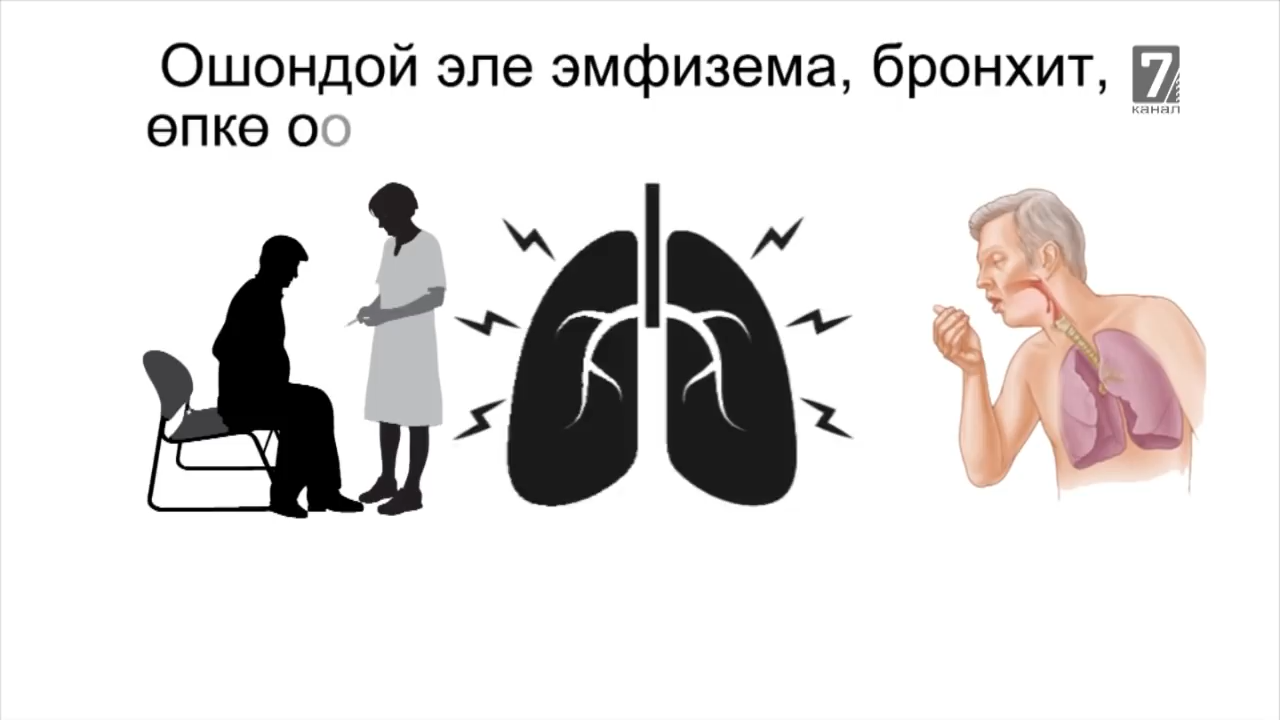 Ошондой эле эмфизема, бронхит,
өпкө оо
7
канал